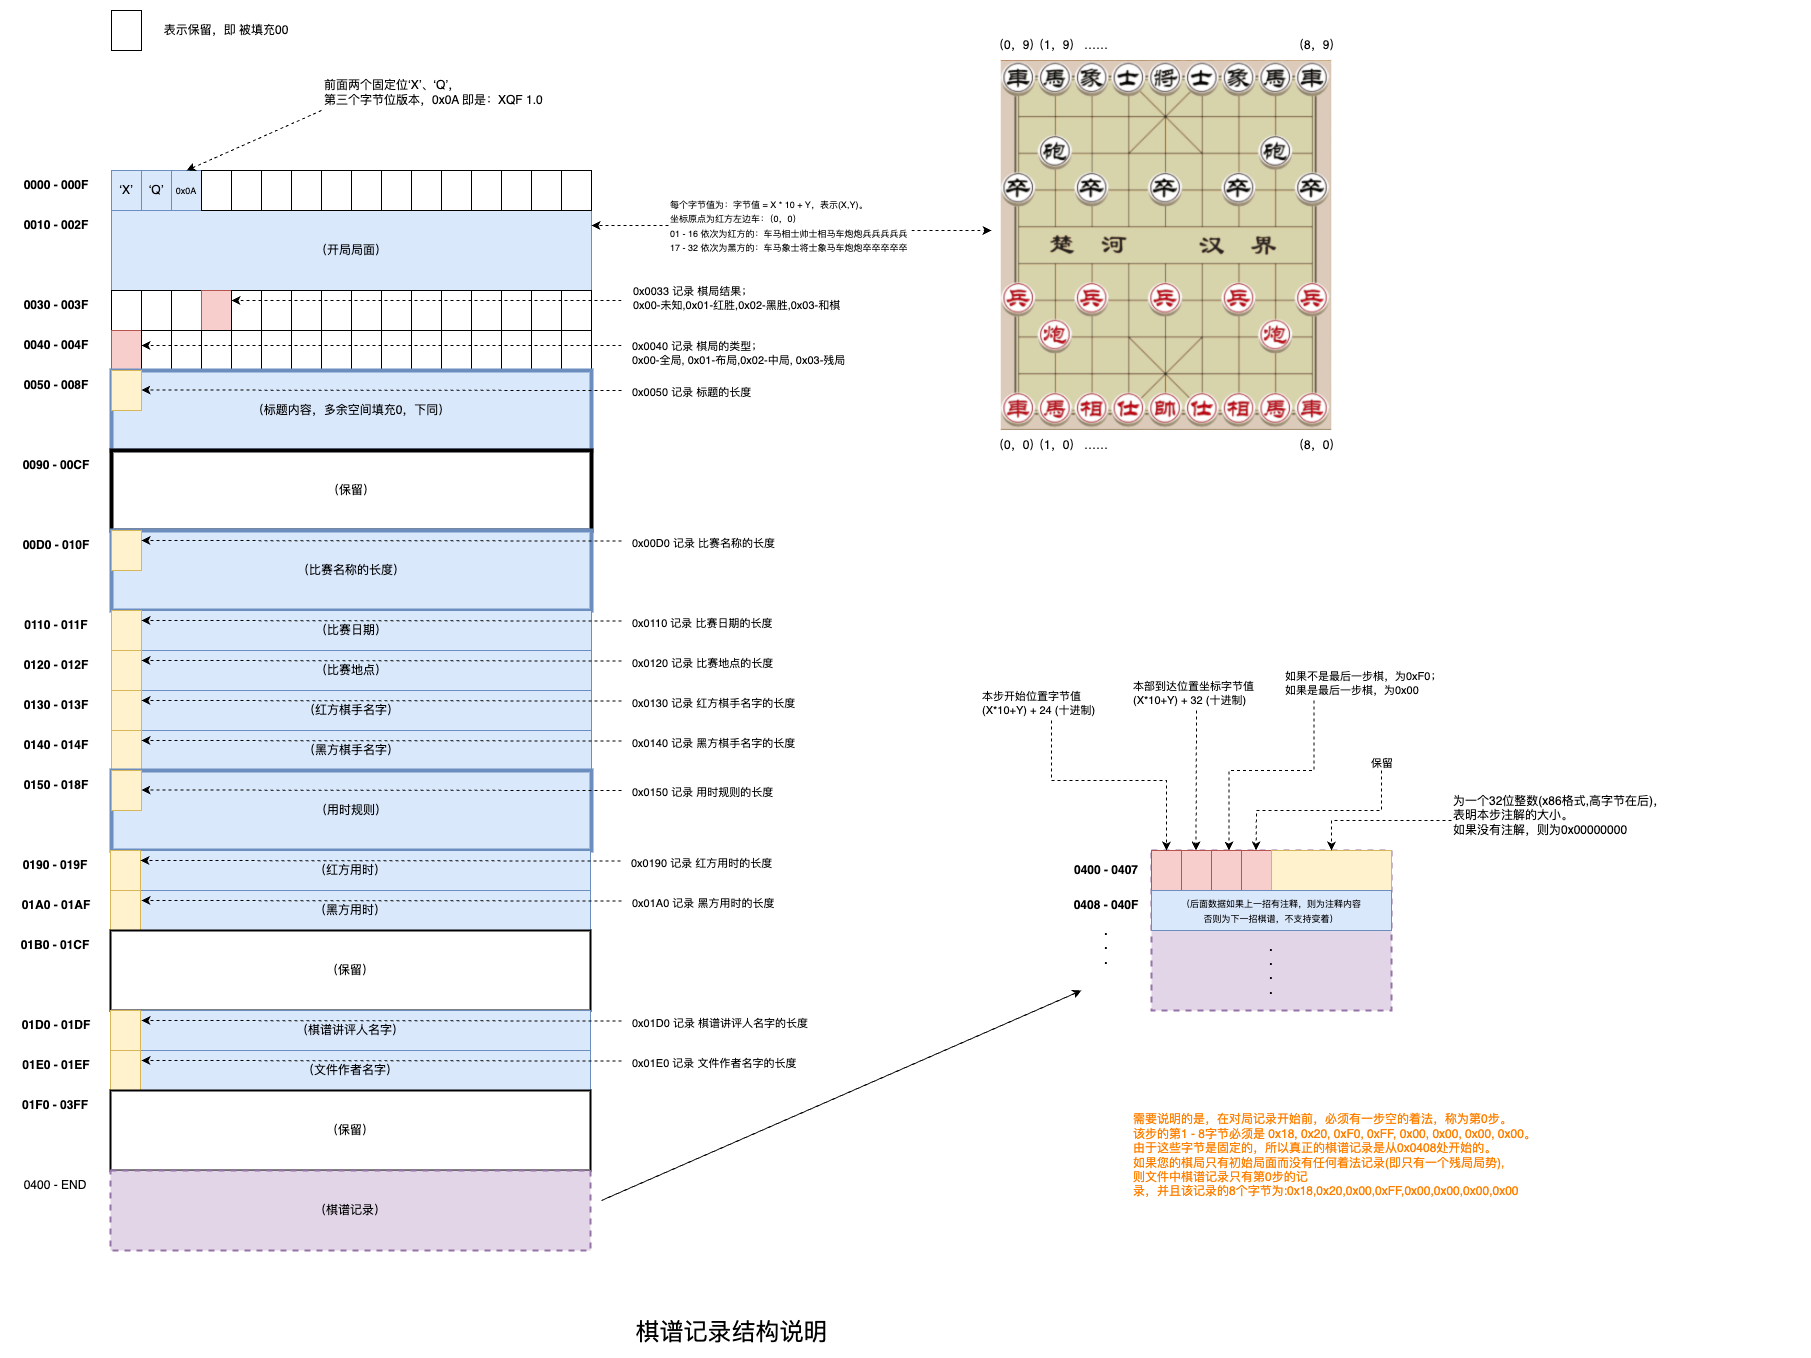 表示保留，即 被填充00
前面两个固定位‘X’、‘Q’，
第三个字节位版本，0x0A 即是：XQF 1.0
0000 - 000F
‘X’
‘Q’
0x0A
0010 - 002F
（开局局面）
每个字节值为：字节值 = X * 10 + Y，表示(X,Y)。
坐标原点为红方左边车：（0，0）
01 - 16 依次为红方的：车马相士帅士相马车炮炮兵兵兵兵兵
17 - 32 依次为黑方的：车马象士将士象马车炮炮卒卒卒卒卒
0030 - 003F
0x0033 记录 棋局结果；
0x00-未知,0x01-红胜,0x02-黑胜,0x03-和棋
0040 - 004F
0x0040 记录 棋局的类型；
0x00-全局, 0x01-布局,0x02-中局, 0x03-残局
0050 - 008F
（标题内容，多余空间填充0，下同）
0x0050 记录 标题的长度
0090 - 00CF
（保留）
00D0 - 010F
（比赛名称的长度）
0x00D0 记录 比赛名称的长度
0110 - 011F
（比赛日期）
0x0110 记录 比赛日期的长度
0120 - 012F
（比赛地点）
0x0120 记录 比赛地点的长度
0130 - 013F
（红方棋手名字）
0x0130 记录 红方棋手名字的长度
0140 - 014F
（黑方棋手名字）
0x0140 记录 黑方棋手名字的长度
0150 - 018F
（用时规则）
0x0150 记录 用时规则的长度
0190 - 019F
（红方用时）
0x0190 记录 红方用时的长度
01A0 - 01AF
（黑方用时）
0x01A0 记录 黑方用时的长度
01B0 - 01CF
（保留）
01D0 - 01DF
（棋谱讲评人名字）
0x01D0 记录 棋谱讲评人名字的长度
01E0 - 01EF
（文件作者名字）
0x01E0 记录 文件作者名字的长度
01F0 - 03FF
（保留）
0400 - END
（棋谱记录）
（0，9）（1，9） ……
（8，9）
車 馬 象 士 將 士 象 馬 車
砲 砲
卒 卒 卒 卒 卒
楚 河 汉 界
兵 兵 兵 兵 兵
炮 炮
車 馬 相 仕 帥 仕 相 馬 車
（0，0）（1，0） ……
（8，0）
本步开始位置字节值
(X*10+Y) + 24 (十进制)
本部到达位置坐标字节值
(X*10+Y) + 32 (十进制)
如果不是最后一步棋，为0xF0；
如果是最后一步棋，为0x00
保留
为一个32位整数(x86格式,高字节在后)，
表明本步注解的大小。
如果没有注解，则为0x00000000
0400 - 0407
0408 - 040F
（后面数据如果上一招有注释，则为注释内容
否则为下一招棋谱，不支持变着）
需要说明的是，在对局记录开始前，必须有一步空的着法，称为第0步。
该步的第1 - 8字节必须是 0x18, 0x20, 0xF0, 0xFF, 0x00, 0x00, 0x00, 0x00。
由于这些字节是固定的，所以真正的棋谱记录是从0x0408处开始的。
如果您的棋局只有初始局面而没有任何着法记录(即只有一个残局局势)，
则文件中棋谱记录只有第0步的记
录，并且该记录的8个字节为:0x18,0x20,0x00,0xFF,0x00,0x00,0x00,0x00
棋谱记录结构说明